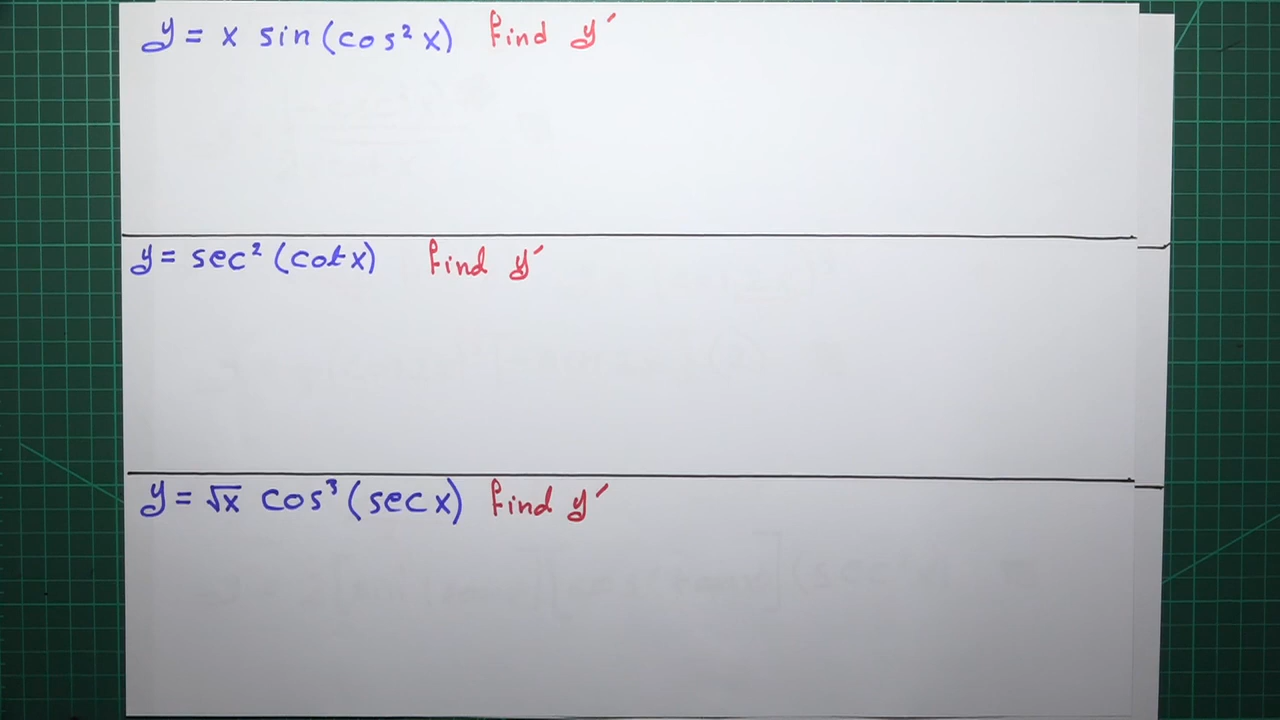 y = x sin (cos² x) find y′
y = sec² (cot x) find y′
y = √x cos³ (sec x) find y′